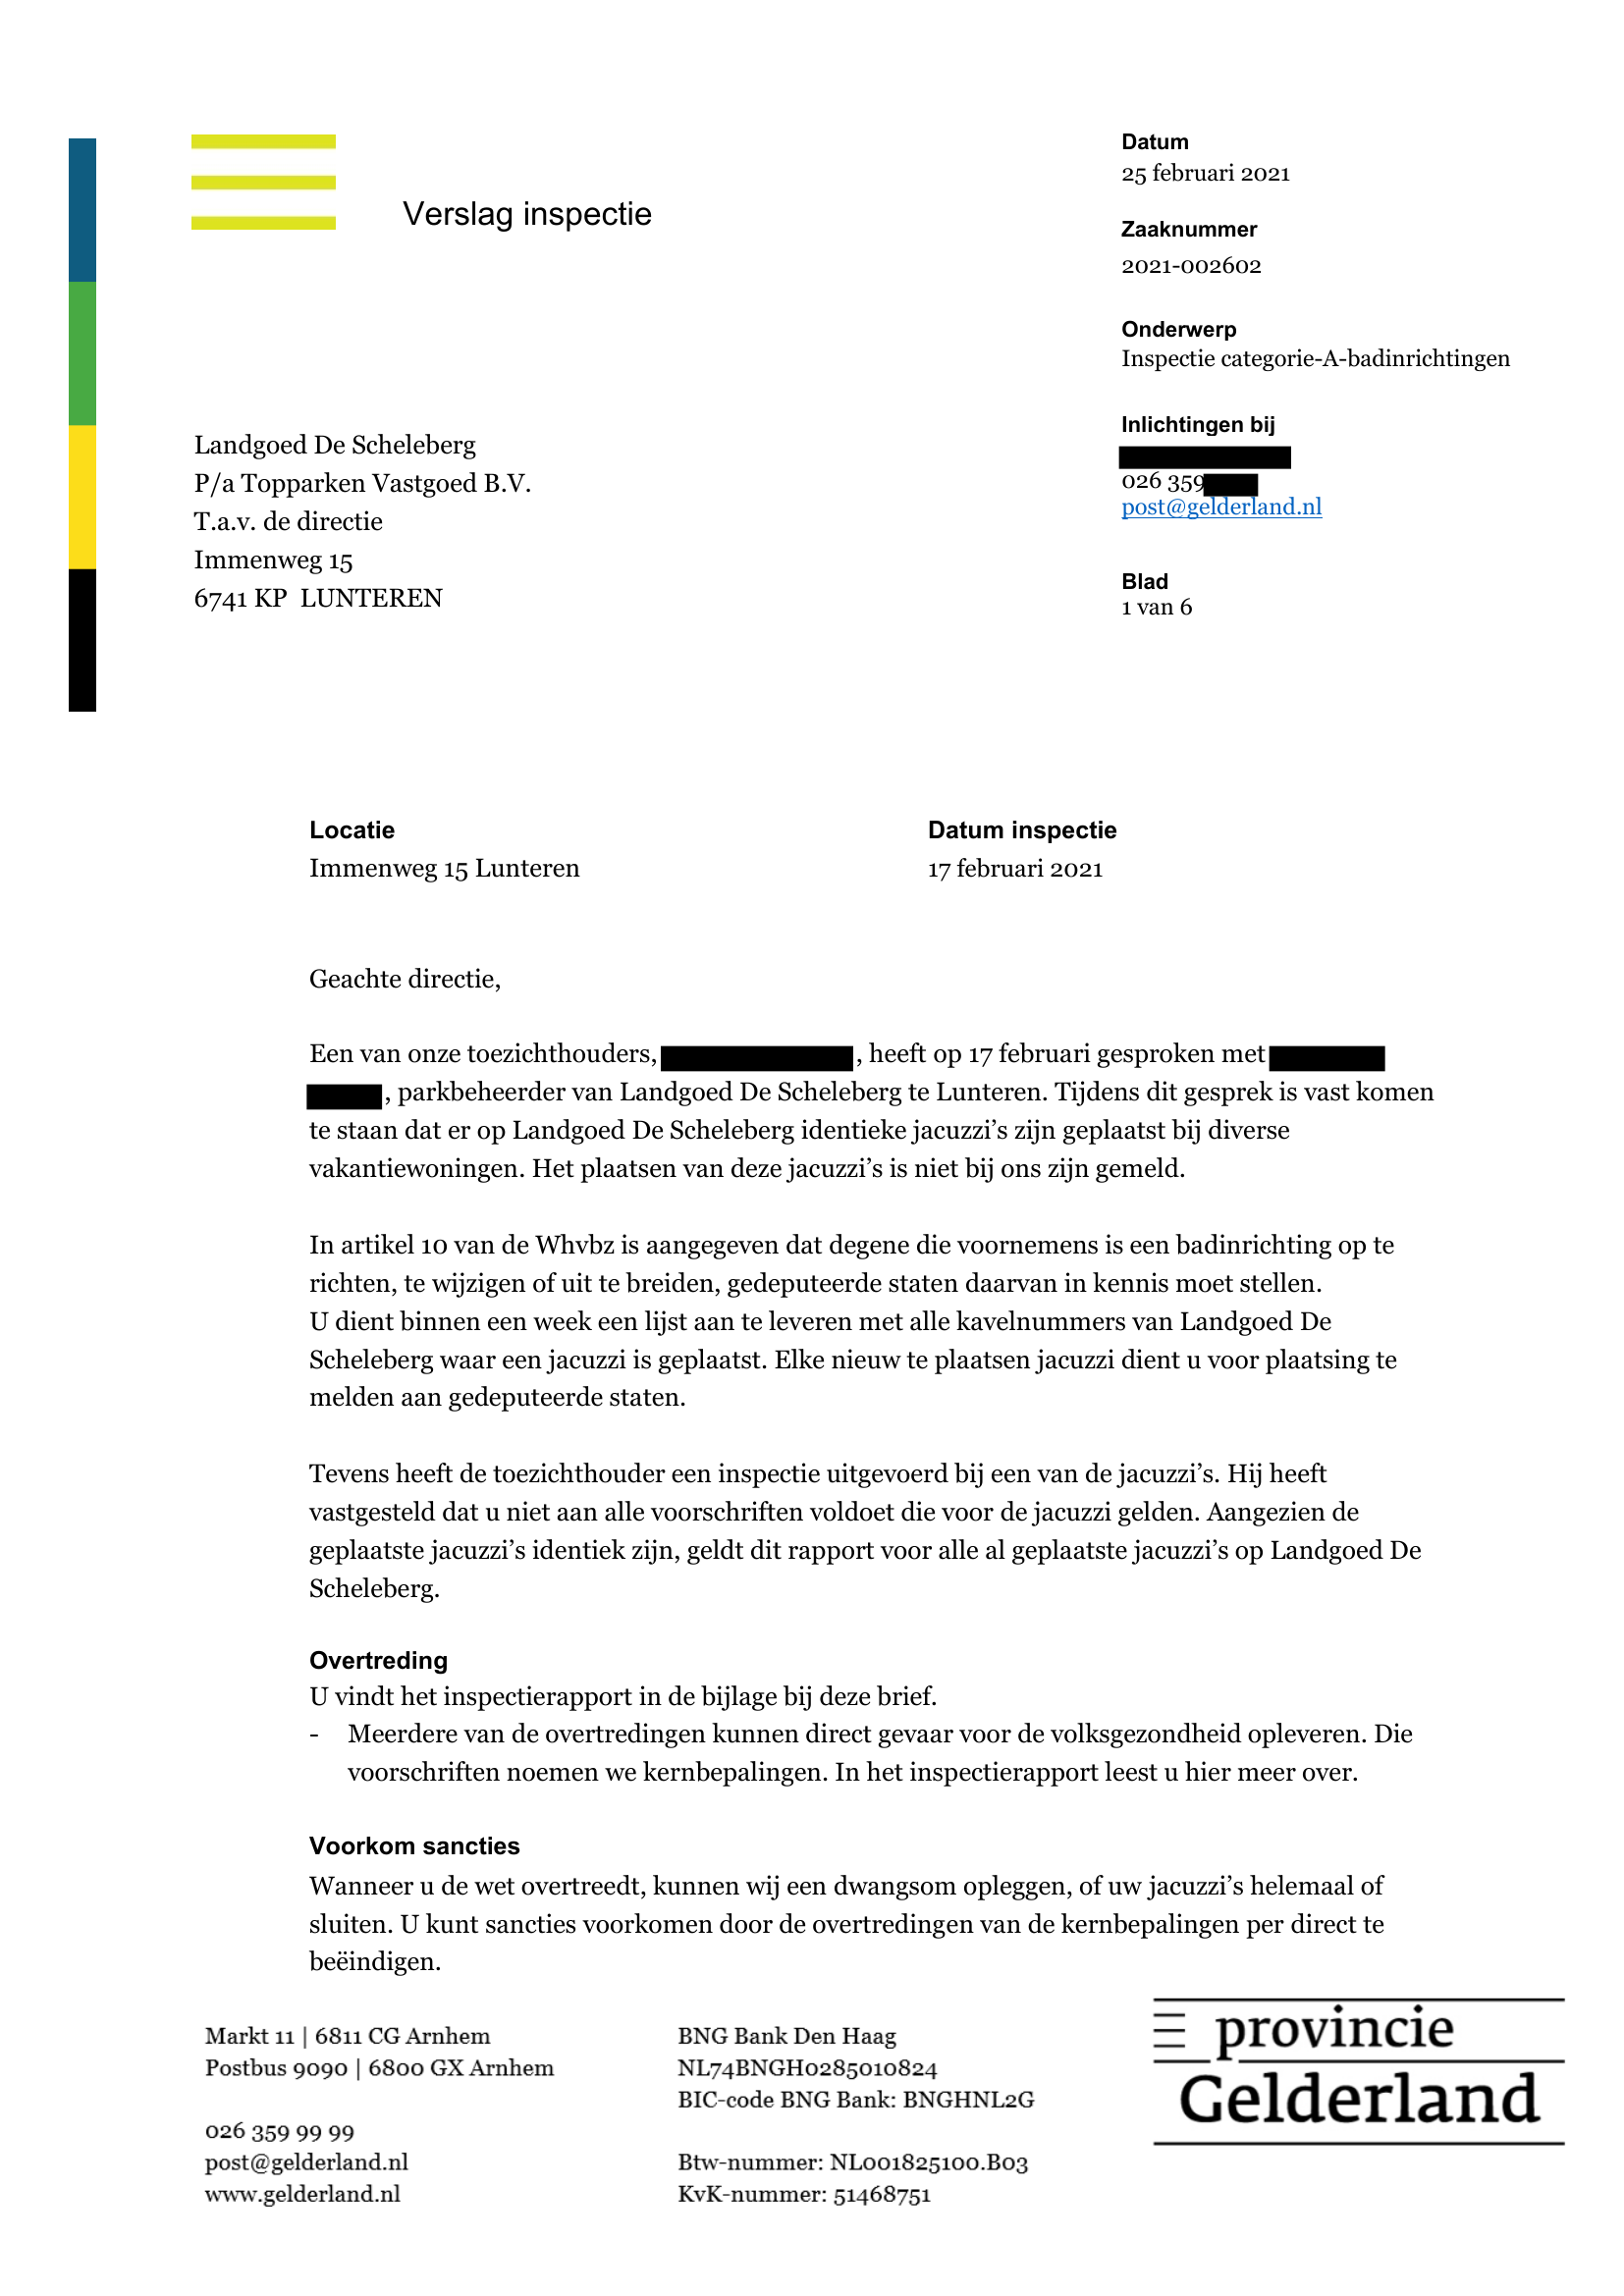 Verslag inspectie
Datum
25 februari 2021
Zaaknummer
2021-002602
Onderwerp
Inspectie categorie-A-badinrichtingen
Inlichtingen bij
026 359
post@gelderland.nl
Blad
1 van 6
Landgoed De Scheleberg
P/a Topparken Vastgoed B.V.
T.a.v. de directie
Immenweg 15
6741 KP  LUNTEREN
Locatie
Immenweg 15 Lunteren
Datum inspectie
17 februari 2021
Geachte directie,
Een van onze toezichthouders, , heeft op 17 februari gesproken met
, parkbeheerder van Landgoed De Scheleberg te Lunteren. Tijdens dit gesprek is vast komen
te staan dat er op Landgoed De Scheleberg identieke jacuzzi’s zijn geplaatst bij diverse
vakantiewoningen. Het plaatsen van deze jacuzzi’s is niet bij ons zijn gemeld.
In artikel 10 van de Whvbz is aangegeven dat degene die voornemens is een badinrichting op te
richten, te wijzigen of uit te breiden, gedeputeerde staten daarvan in kennis moet stellen.
U dient binnen een week een lijst aan te leveren met alle kavelnummers van Landgoed De
Scheleberg waar een jacuzzi is geplaatst. Elke nieuw te plaatsen jacuzzi dient u voor plaatsing te
melden aan gedeputeerde staten.
Tevens heeft de toezichthouder een inspectie uitgevoerd bij een van de jacuzzi’s. Hij heeft
vastgesteld dat u niet aan alle voorschriften voldoet die voor de jacuzzi gelden. Aangezien de
geplaatste jacuzzi’s identiek zijn, geldt dit rapport voor alle al geplaatste jacuzzi’s op Landgoed De
Scheleberg.
Overtreding
U vindt het inspectierapport in de bijlage bij deze brief.
- Meerdere van de overtredingen kunnen direct gevaar voor de volksgezondheid opleveren. Die
voorschriften noemen we kernbepalingen. In het inspectierapport leest u hier meer over.
Voorkom sancties
Wanneer u de wet overtreedt, kunnen wij een dwangsom opleggen, of uw jacuzzi’s helemaal of
sluiten. U kunt sancties voorkomen door de overtredingen van de kernbepalingen per direct te
beëindigen.
Markt 11 | 6811 CG Arnhem
Postbus 9090 | 6800 GX Arnhem
026 359 99 99
post@gelderland.nl
www.gelderland.nl
BNG Bank Den Haag
NL74BNGH0285010824
BIC-code BNG Bank: BNGHNL2G
Btw-nummer: NL001825100.B03
KvK-nummer: 51468751
provincie
Gelderland